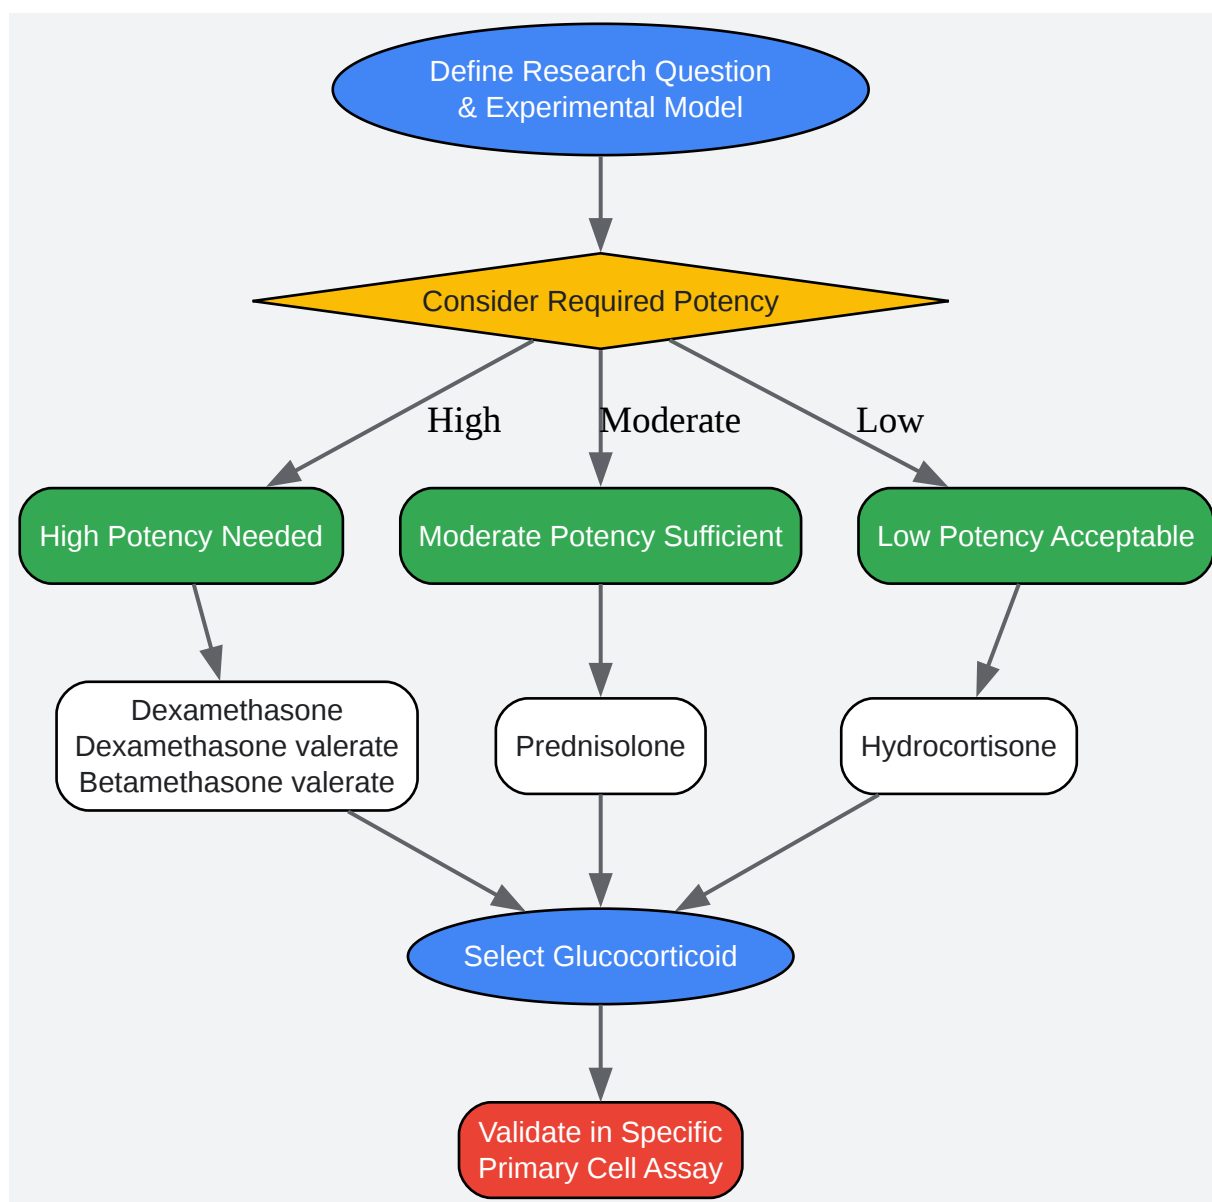 Define Research Question
& Experimental Model
Consider Required Potency
High
Moderate
Low
High Potency Needed
Moderate Potency Sufficient
Low Potency Acceptable
Dexamethasone
Dexamethasone valerate
Betamethasone valerate
Prednisolone
Hydrocortisone
Select Glucocorticoid
Validate in Specific
Primary Cell Assay